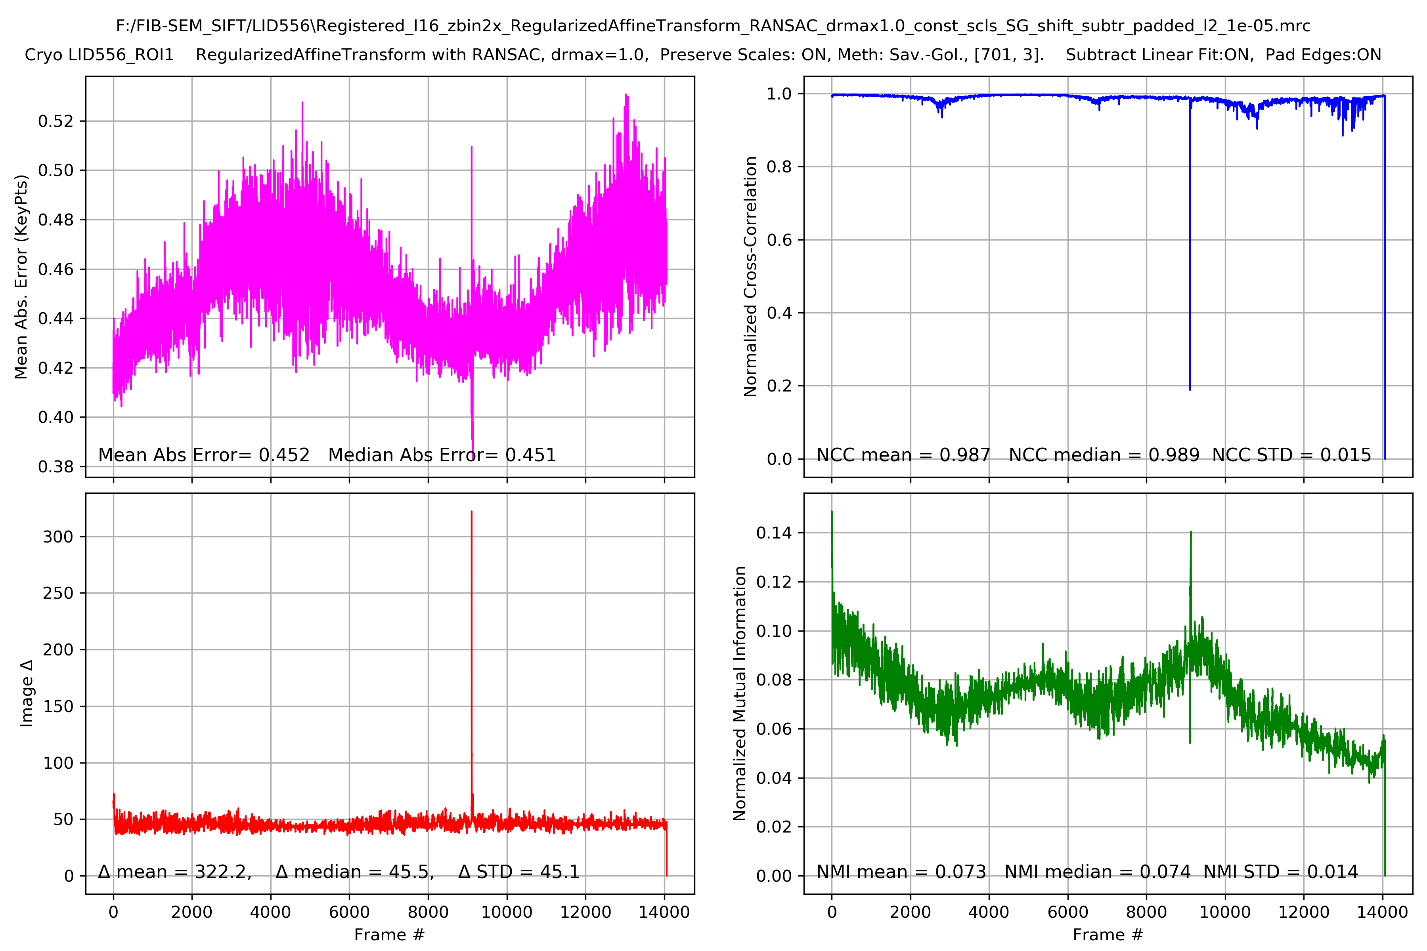 F:/FIB-SEM_SIFT/LID556\Registered_I16_zbin2x_RegularizedAffineTransform_RANSAC_drmax1.0_const_scls_SG_shift_subtr_padded_l2_1e-05.mrc
Cryo LID556_ROI1 RegularizedAffineTransform with RANSAC, drmax=1.0, Preserve Scales: ON, Meth: Sav.-Gol., [701, 3]. Subtract Linear Fit:ON, Pad Edges:ON
Mean Abs. Error (KeyPts)
0.52
0.50
0.48
0.46
0.44
0.42
0.40
0.38
Mean Abs Error= 0.452 Median Abs Error= 0.451
Normalized Cross-Correlation
1.0
0.8
0.6
0.4
0.2
0.0
NCC mean = 0.987 NCC median = 0.989 NCC STD = 0.015
Image Δ
300
250
200
150
100
50
0
Δ mean = 322.2, Δ median = 45.5, Δ STD = 45.1
0 2000 4000 6000 8000 10000 12000 14000
Frame #
Normalized Mutual Information
0.14
0.12
0.10
0.08
0.06
0.04
0.02
0.00
NMI mean = 0.073 NMI median = 0.074 NMI STD = 0.014
0 2000 4000 6000 8000 10000 12000 14000
Frame #